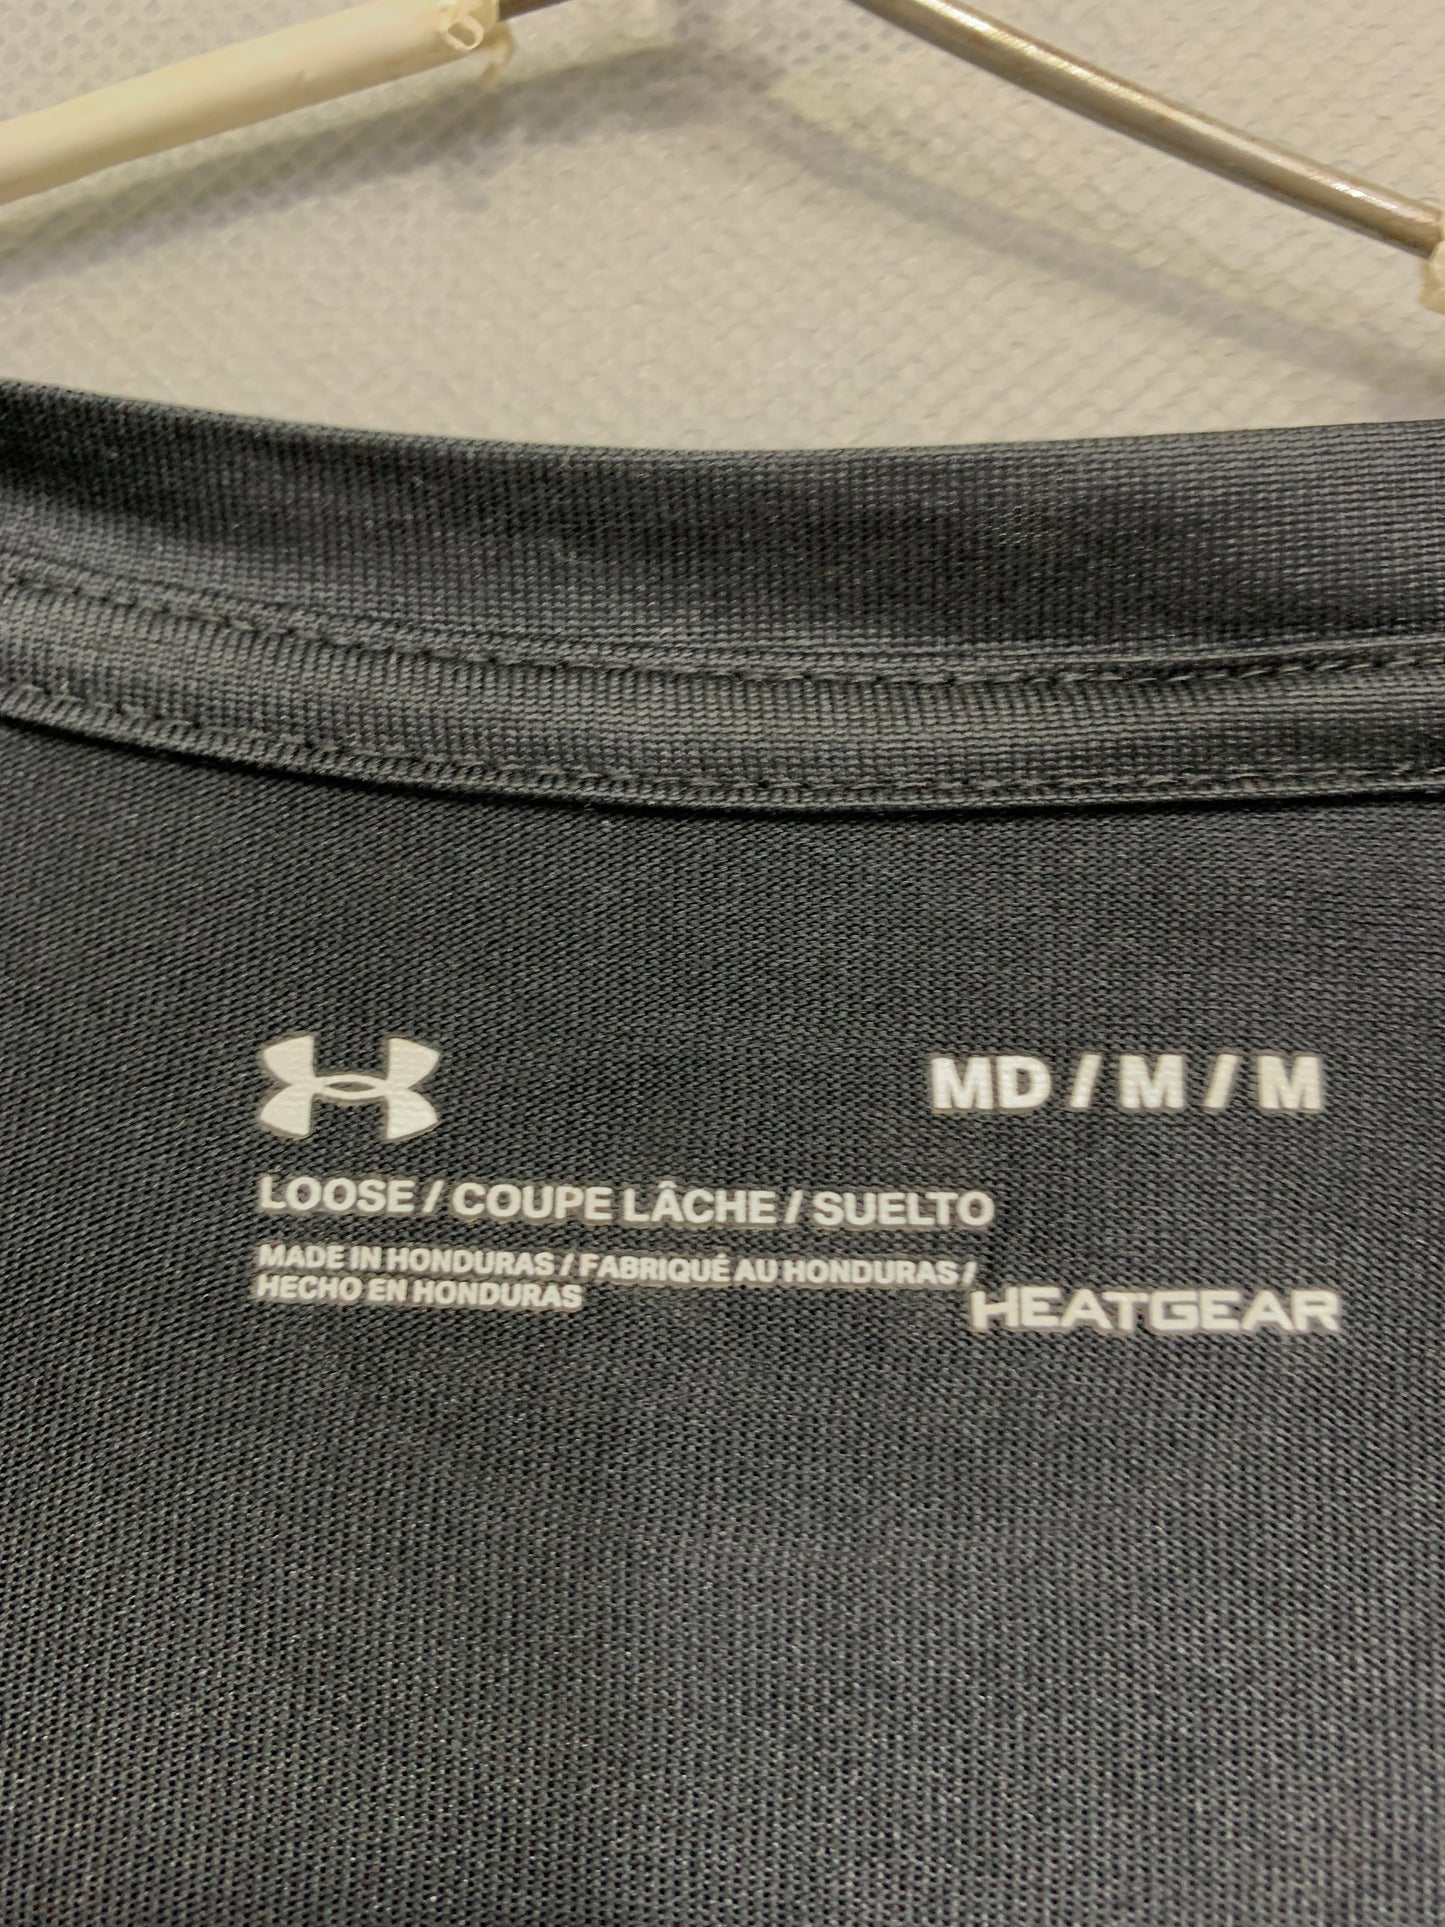 MD / M / M
LOOSE / COUPE LÂCHE / SUELTO
MADE IN HONDURAS / FABRIQUÉ AU HONDURAS /
HECHO EN HONDURAS
HEATGEAR